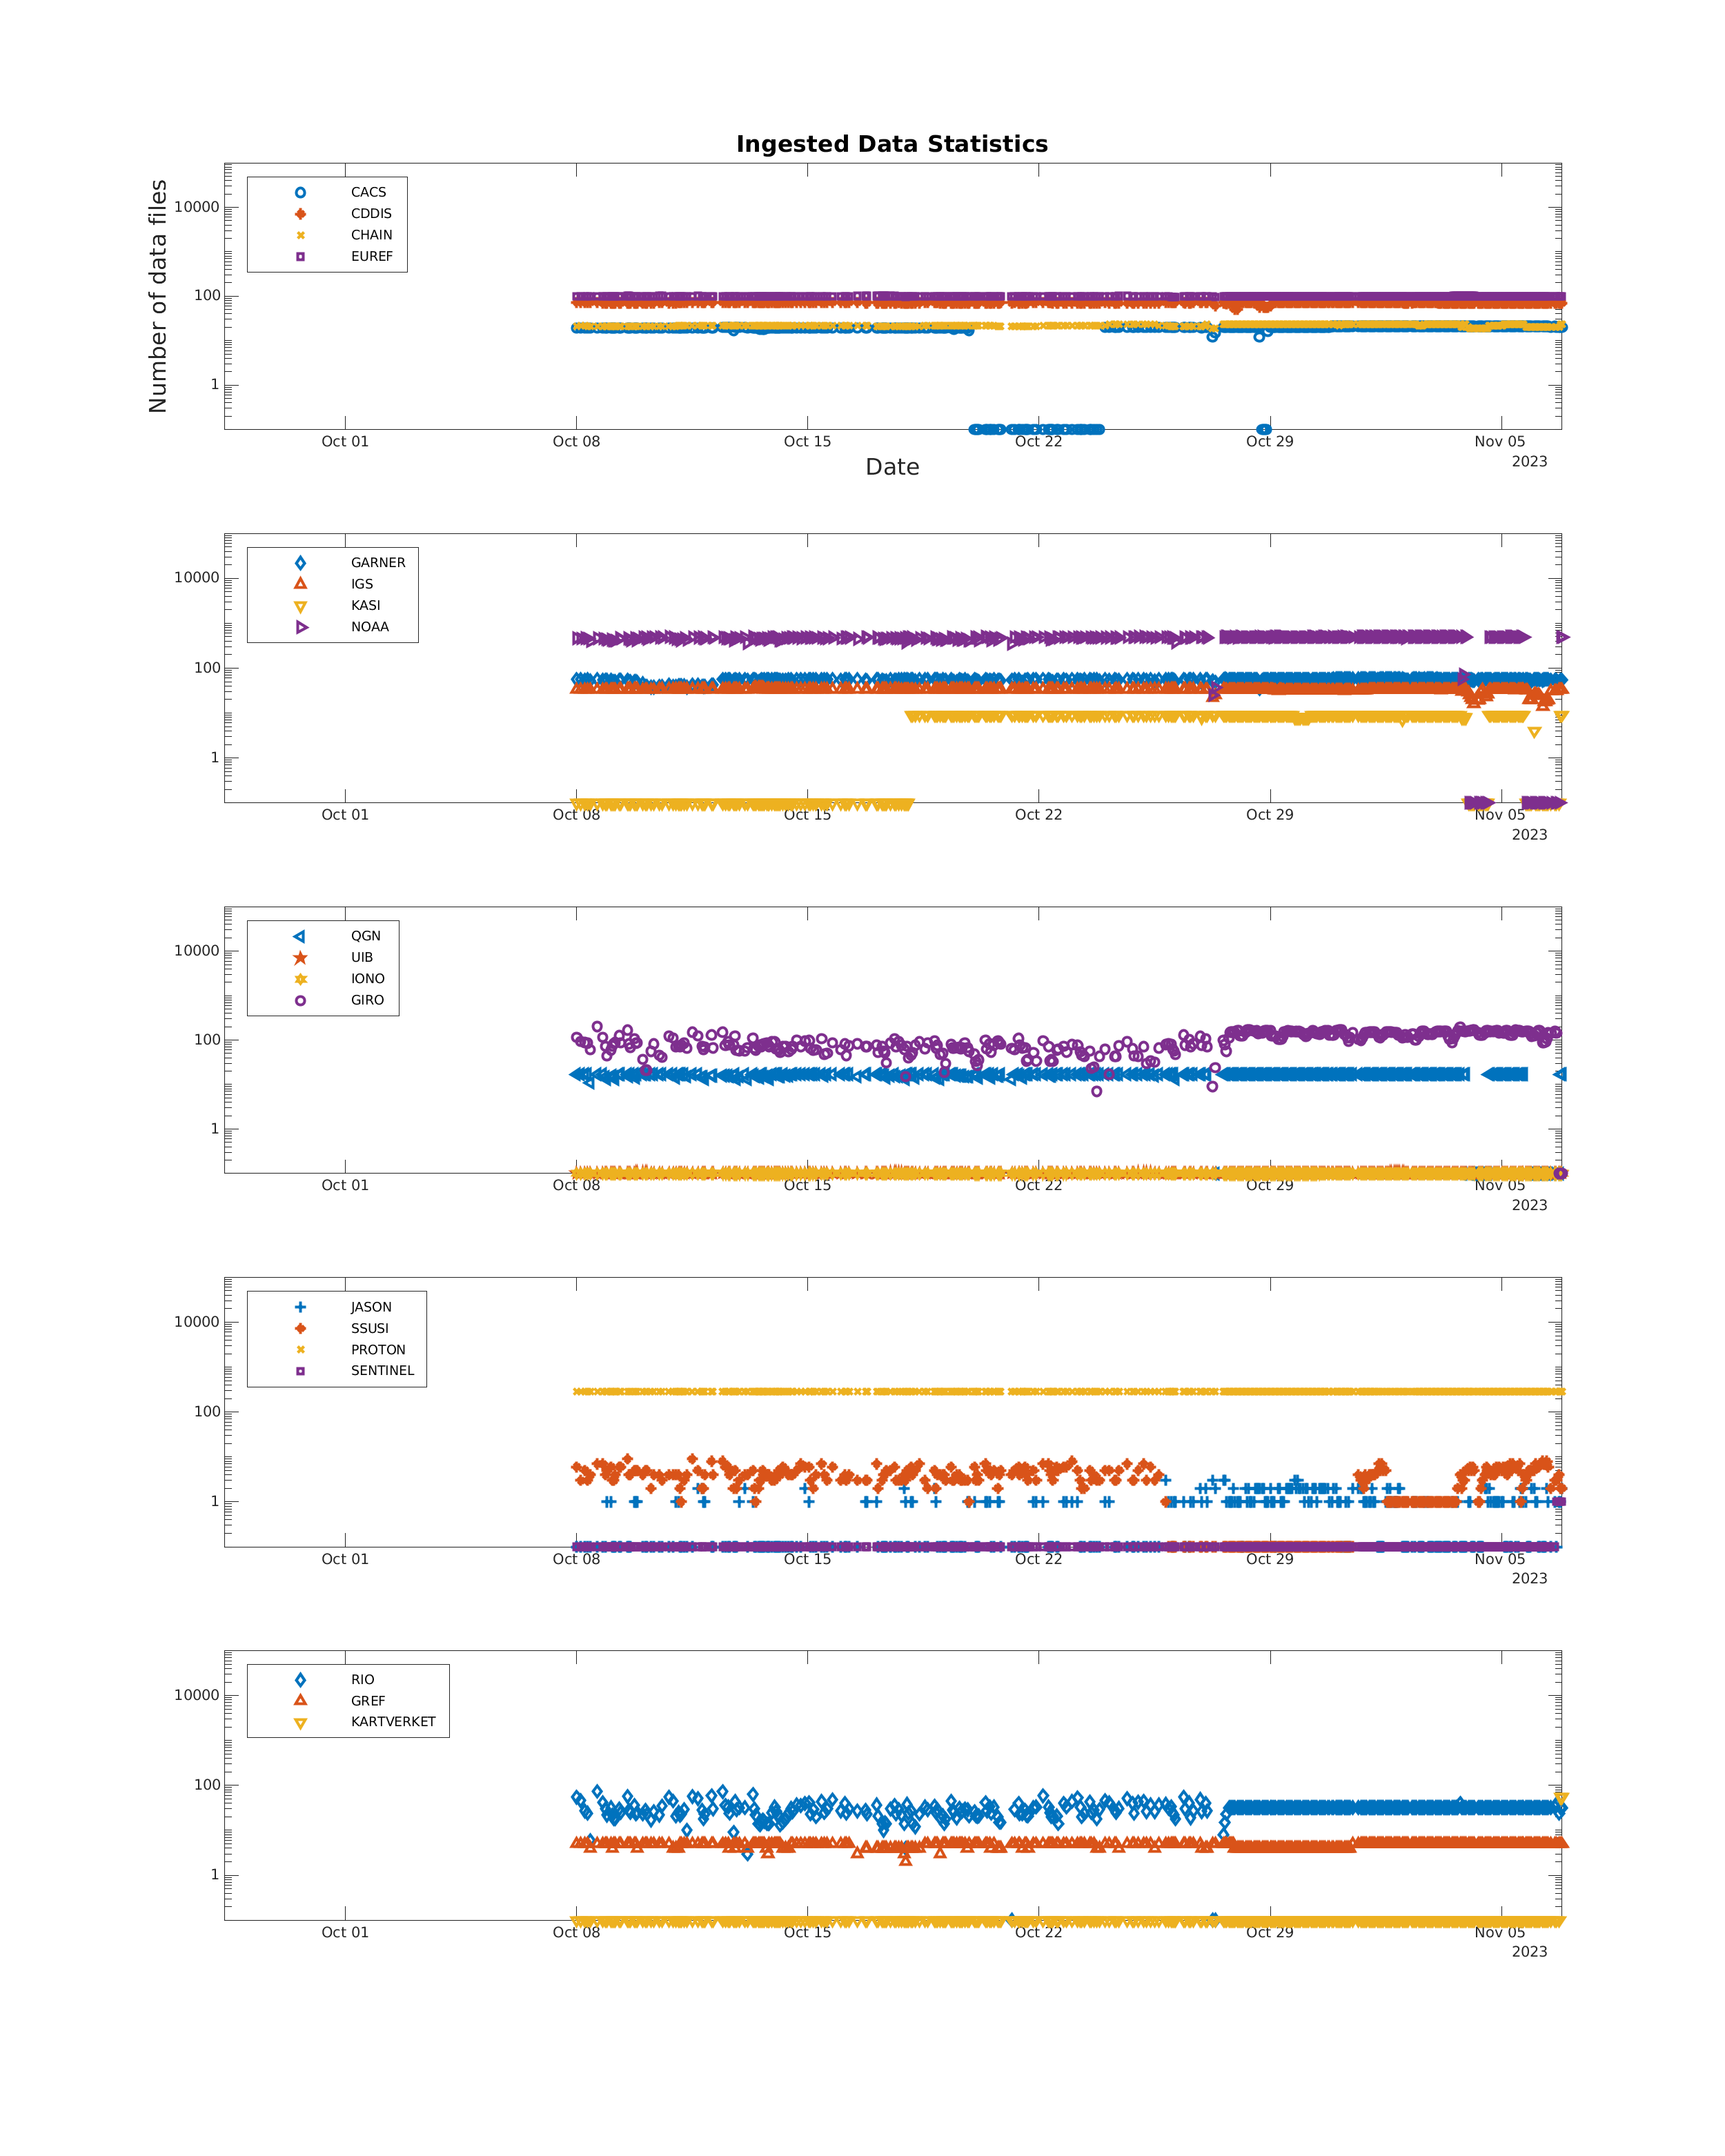 Ingested Data Statistics
Number of data files
10000
100
1
CACS
CDDIS
CHAIN
EUREF
Oct 01 Oct 08 Oct 15 Oct 22 Oct 29 Nov 05
2023
Date
10000
100
1
GARNER
IGS
KASI
NOAA
Oct 01 Oct 08 Oct 15 Oct 22 Oct 29 Nov 05
2023
10000
100
1
QGN
UIB
IONO
GIRO
Oct 01 Oct 08 Oct 15 Oct 22 Oct 29 Nov 05
2023
10000
100
1
JASON
SSUSI
PROTON
SENTINEL
Oct 01 Oct 08 Oct 15 Oct 22 Oct 29 Nov 05
2023
10000
100
1
RIO
GREF
KARTVERKET
Oct 01 Oct 08 Oct 15 Oct 22 Oct 29 Nov 05
2023